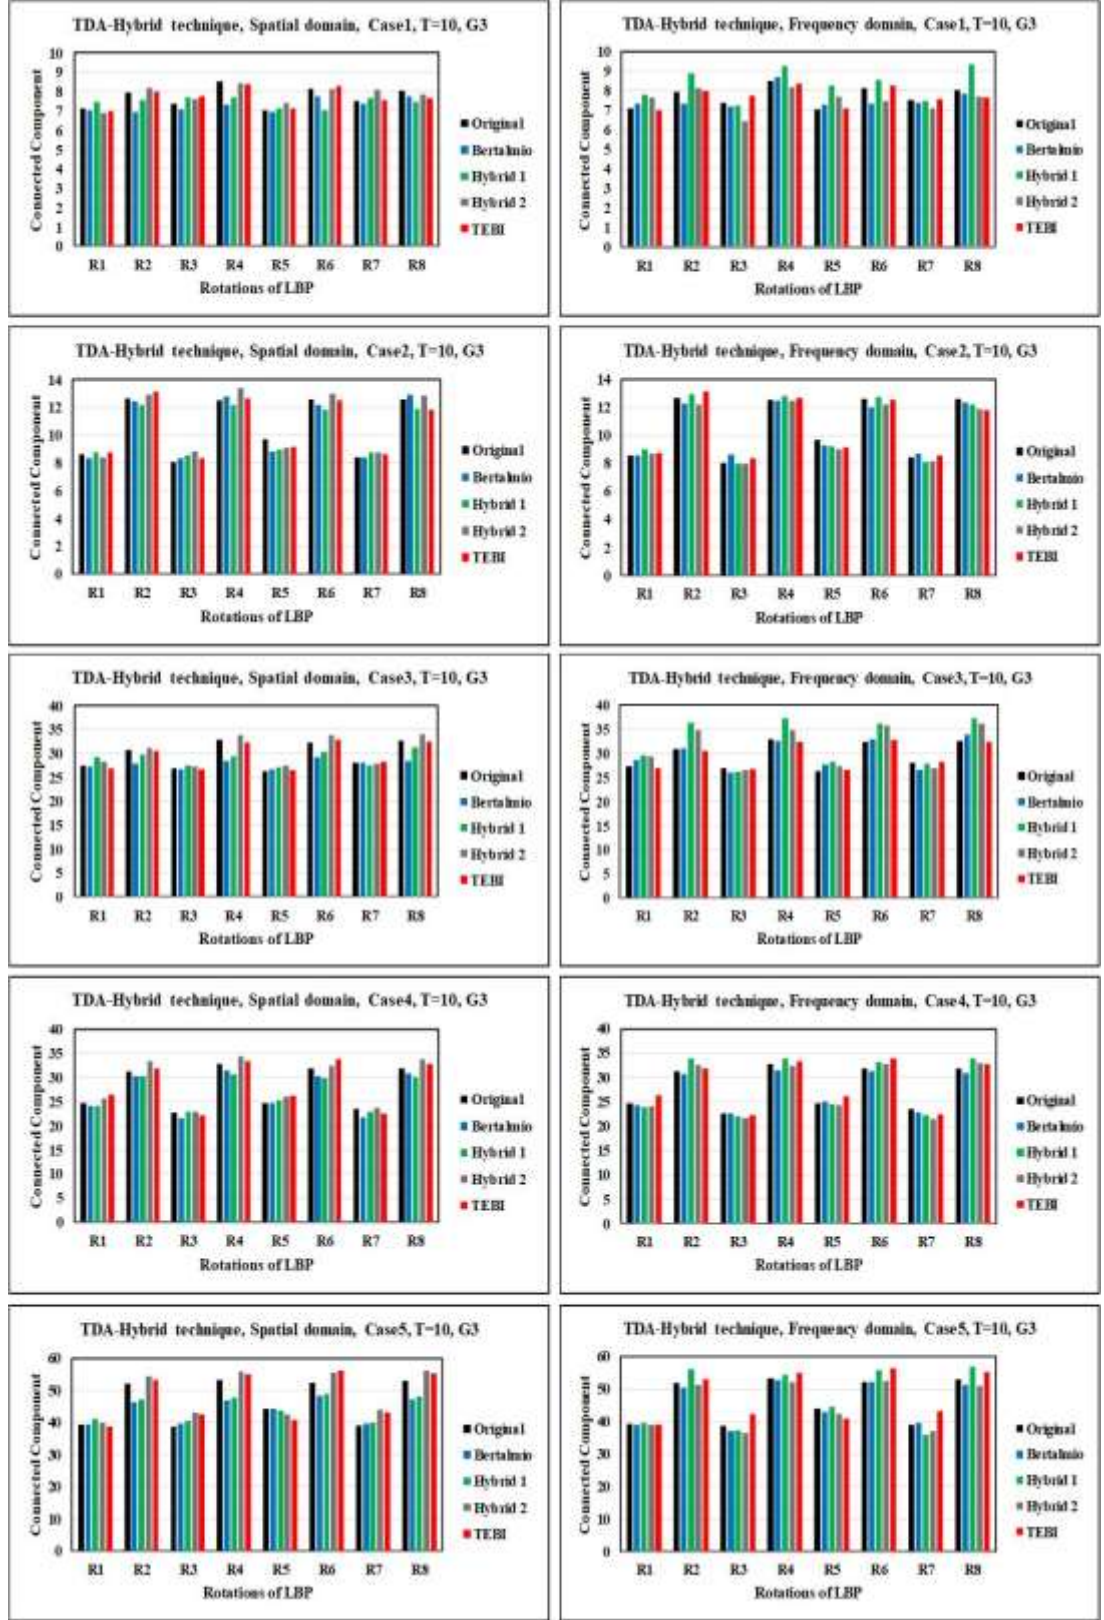 TDA-Hybrid technique, Spatial domain, Case1, T=10, G3
Connected Component
10
9
8
7
6
5
4
3
2
1
0
R1 R2 R3 R4 R5 R6 R7 R8
Rotations of LBP
Original
Bertalmio
Hybrid 1
Hybrid 2
TEBI
TDA-Hybrid technique, Frequency domain, Case1, T=10, G3
Connected Component
10
9
8
7
6
5
4
3
2
1
0
R1 R2 R3 R4 R5 R6 R7 R8
Rotations of LBP
Original
Bertalmio
Hybrid 1
Hybrid 2
TEBI
TDA-Hybrid technique, Spatial domain, Case2, T=10, G3
Connected Component
14
12
10
8
6
4
2
0
R1 R2 R3 R4 R5 R6 R7 R8
Rotations of LBP
Original
Bertalmio
Hybrid 1
Hybrid 2
TEBI
TDA-Hybrid technique, Frequency domain, Case2, T=10, G3
Connected Component
14
12
10
8
6
4
2
0
R1 R2 R3 R4 R5 R6 R7 R8
Rotations of LBP
Original
Bertalmio
Hybrid 1
Hybrid 2
TEBI
TDA-Hybrid technique, Spatial domain, Case3, T=10, G3
Connected Component
40
35
30
25
20
15
10
5
0
R1 R2 R3 R4 R5 R6 R7 R8
Rotations of LBP
Original
Bertalmio
Hybrid 1
Hybrid 2
TEBI
TDA-Hybrid technique, Frequency domain, Case3, T=10, G3
Connected Component
40
35
30
25
20
15
10
5
0
R1 R2 R3 R4 R5 R6 R7 R8
Rotations of LBP
Original
Bertalmio
Hybrid 1
Hybrid 2
TEBI
TDA-Hybrid technique, Spatial domain, Case4, T=10, G3
Connected Component
40
35
30
25
20
15
10
5
0
R1 R2 R3 R4 R5 R6 R7 R8
Rotations of LBP
Original
Bertalmio
Hybrid 1
Hybrid 2
TEBI
TDA-Hybrid technique, Frequency domain, Case4, T=10, G3
Connected Component
40
35
30
25
20
15
10
5
0
R1 R2 R3 R4 R5 R6 R7 R8
Rotations of LBP
Original
Bertalmio
Hybrid 1
Hybrid 2
TEBI
TDA-Hybrid technique, Spatial domain, Case5, T=10, G3
Connected Component
60
50
40
30
20
10
0
R1 R2 R3 R4 R5 R6 R7 R8
Rotations of LBP
Original
Bertalmio
Hybrid 1
Hybrid 2
TEBI
TDA-Hybrid technique, Frequency domain, Case5, T=10, G3
Connected Component
60
50
40
30
20
10
0
R1 R2 R3 R4 R5 R6 R7 R8
Rotations of LBP
Original
Bertalmio
Hybrid 1
Hybrid 2
TEBI